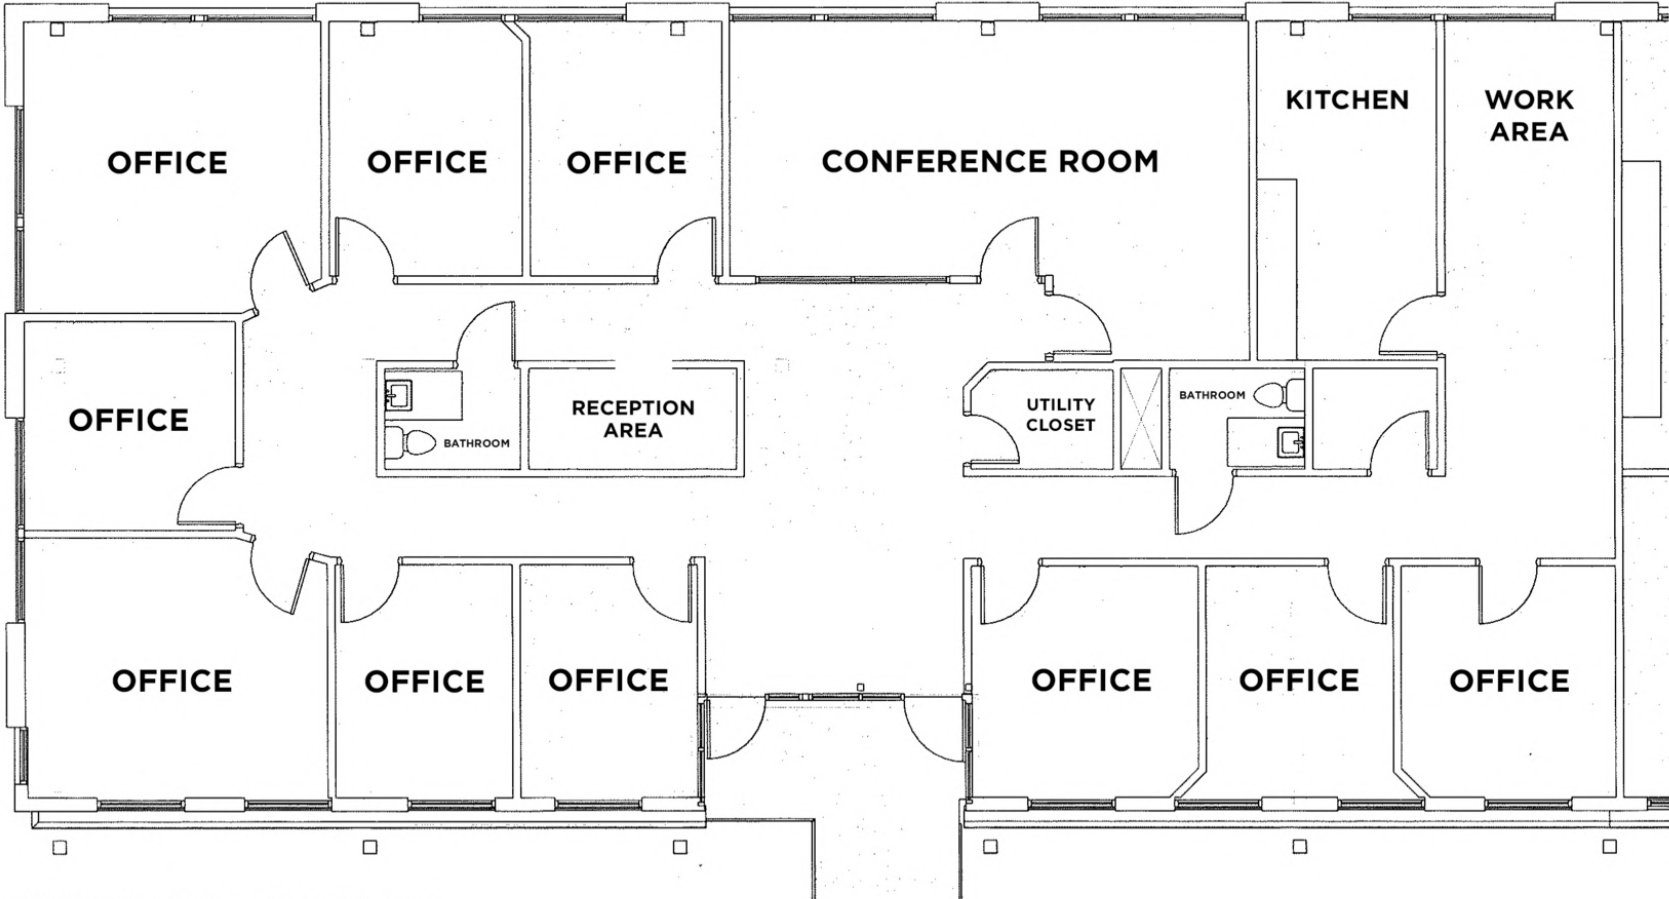 OFFICE
OFFICE
OFFICE
CONFERENCE ROOM
KITCHEN
WORK
AREA
OFFICE
BATHROOM
RECEPTION
AREA
UTILITY
CLOSET
BATHROOM
OFFICE
OFFICE
OFFICE
OFFICE
OFFICE
OFFICE